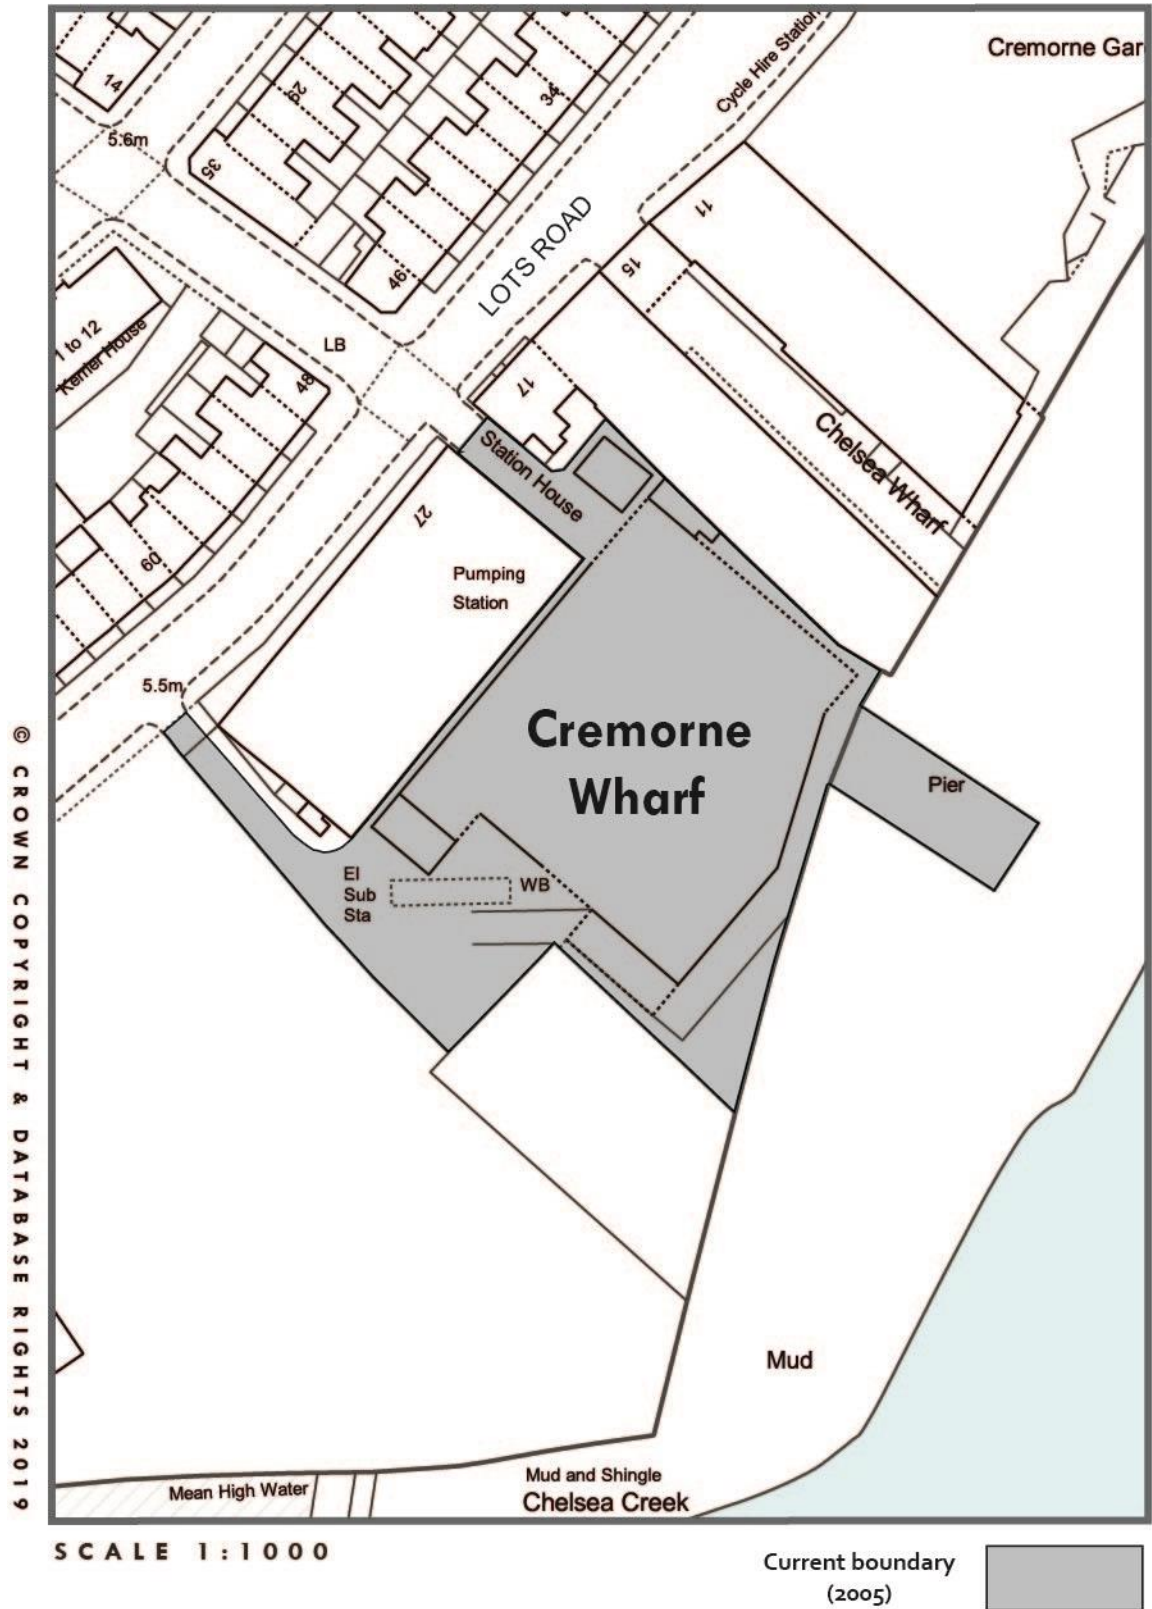 Cremorne Gar
Cycle Hire Station
14
29
34
5.6m
35
11
LOTS ROAD
15
49
1 to 12
Kerrier House
LB
48
17
Station House
Chelsea Wharf
27
60
Pumping
Station
5.5m
Cremorne
Wharf
Pier
El
Sub
Sta
WB
Mud
Mud and Shingle
Mean High Water
Chelsea Creek
© CROWN COPYRIGHT & DATABASE RIGHTS 2019
SCALE 1:1000
Current boundary
(2005)